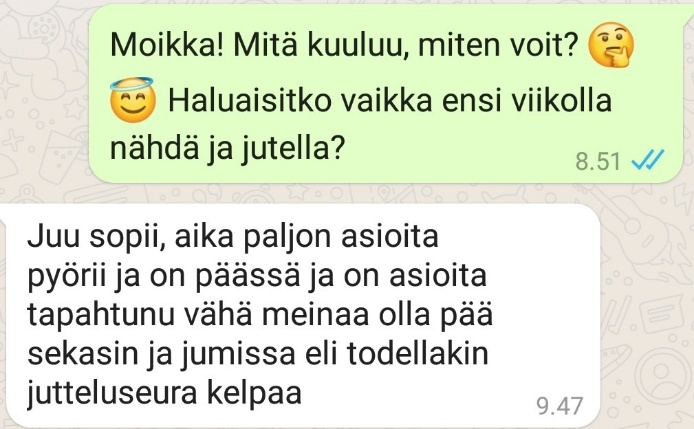 Moikka! Mitä kuuluu, miten voit? 🤔
😇 Haluaisitko vaikka ensi viikolla
nähdä ja jutella?
8.51
Juu sopii, aika paljon asioita
pyörii ja on päässä ja on asioita
tapahtunu vähä meinaa olla pää
sekasin ja jumissa eli todellakin
jutteluseura kelpaa
9.47